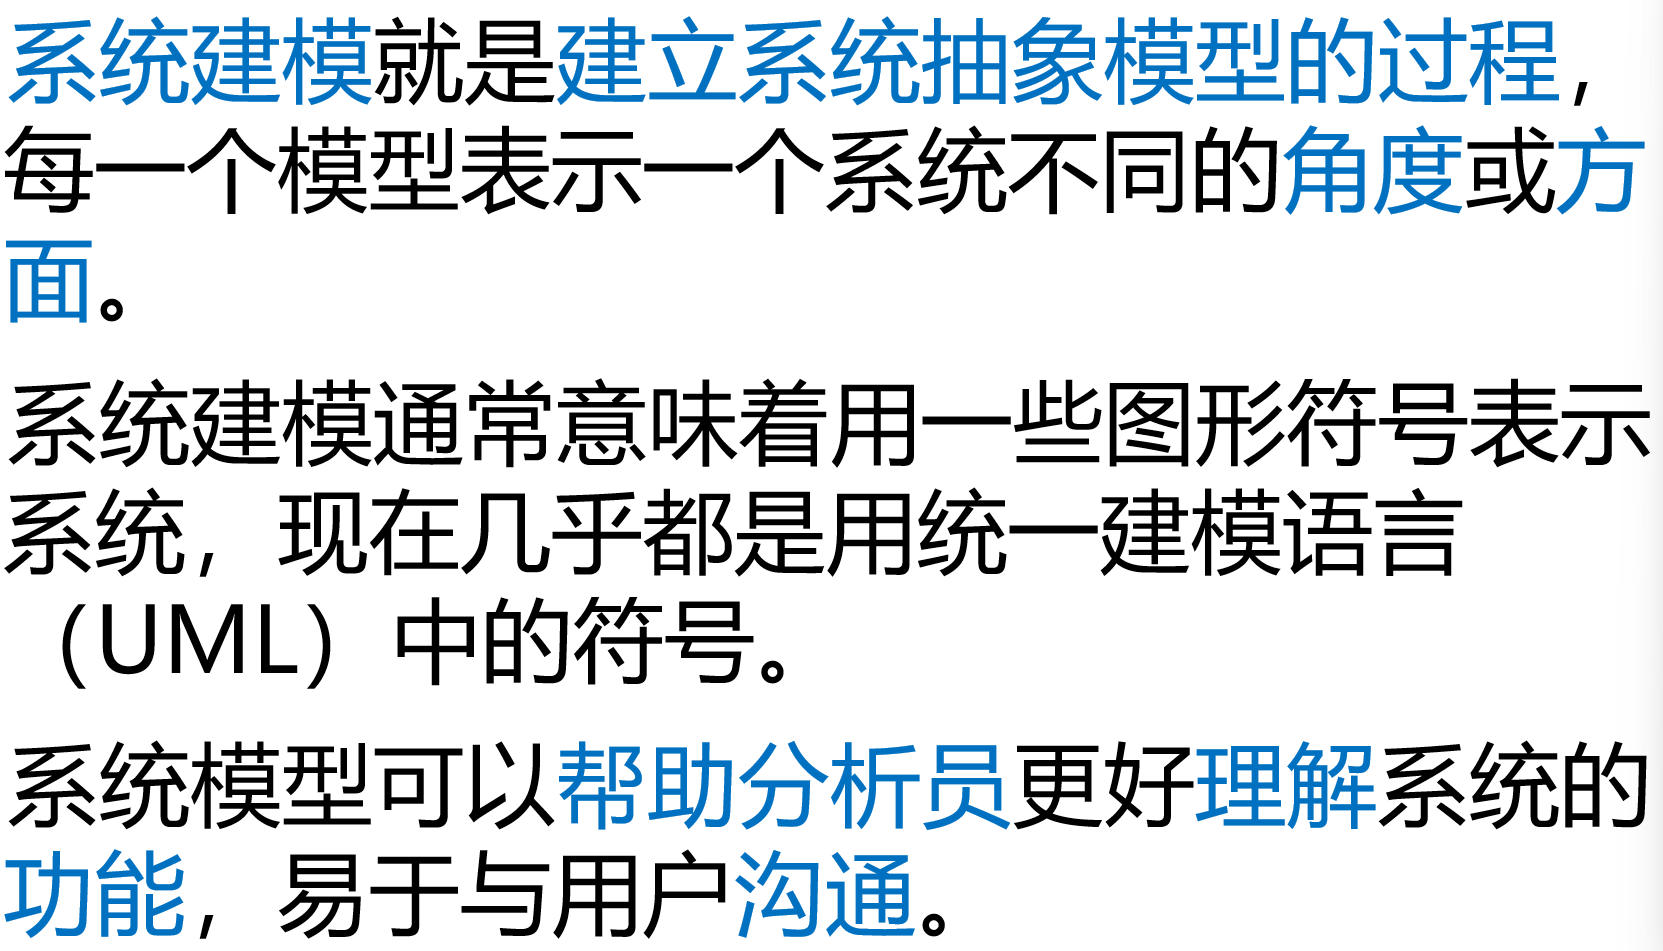 系统建模就是建立系统抽象模型的过程，
每一个模型表示一个系统不同的角度或方
面。
系统建模通常意味着用一些图形符号表示
系统，现在几乎都是用统一建模语言
（UML）中的符号。
系统模型可以帮助分析员更好理解系统的
功能，易于与用户沟通。